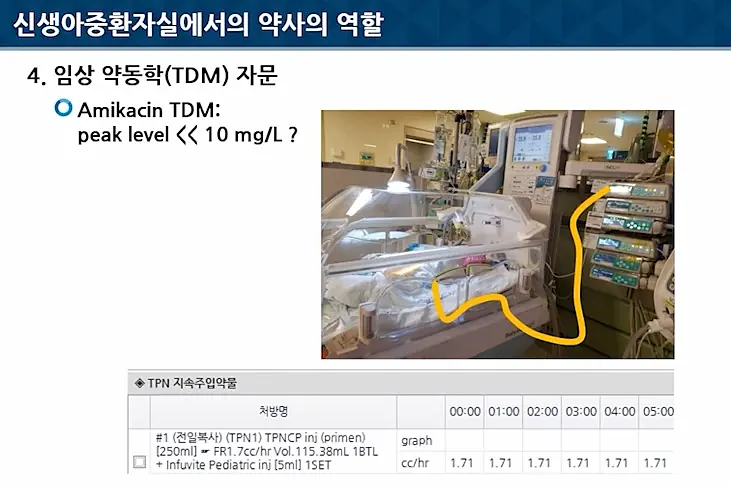 신생아중환자실에서의 약사의 역할
4. 임상 약동학(TDM) 자문
Amikacin TDM:
peak level << 10 mg/L ?
◈ TPN 지속주입약물
처방명 00:00 01:00 02:00 03:00 04:00 05:00
#1 (전일복사) (TPN1) TPNCP inj (primen) graph
[250ml] ☛ FR1.7cc/hr Vol.115.38mL 1BTL
+ Infuvite Pediatric inj [5ml] 1SET cc/hr 1.71 1.71 1.71 1.71 1.71 1.71